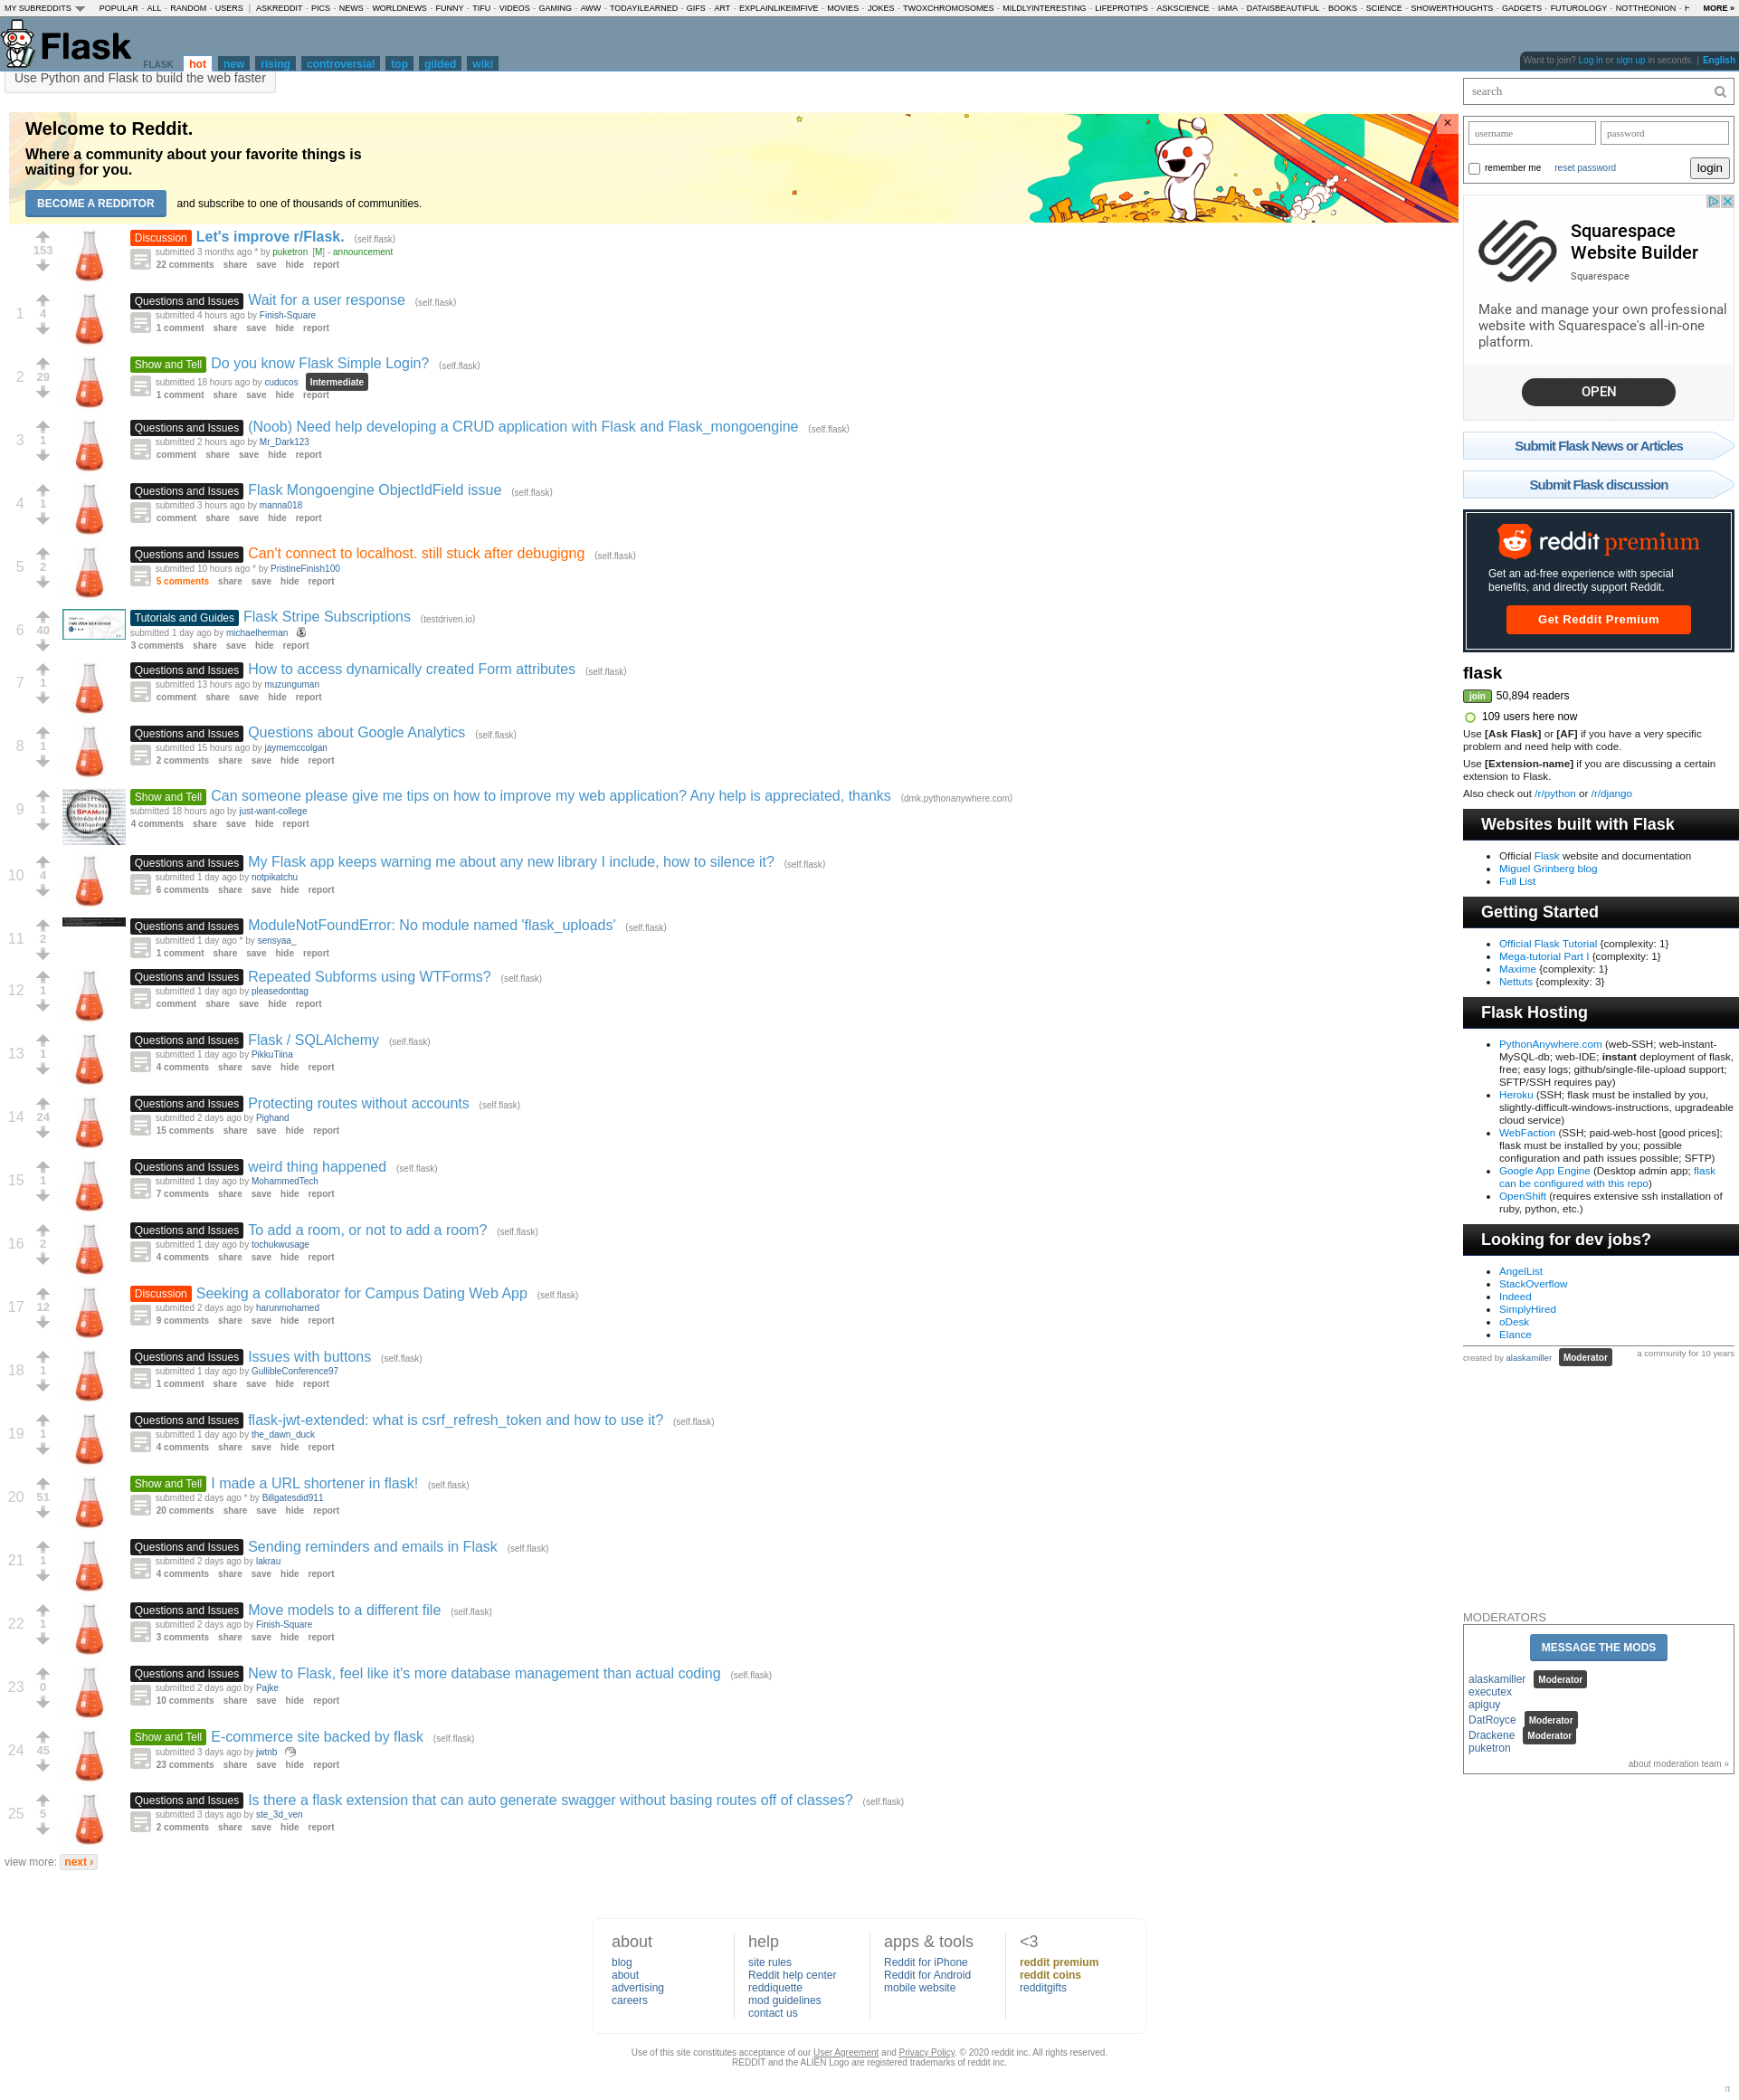 MY SUBREDDITS POPULAR - ALL - RANDOM - USERS | ASKREDDIT - PICS - NEWS - WORLDNEWS - FUNNY - TIFU - VIDEOS - GAMING - AWW - TODAYILEARNED - GIFS - ART - EXPLAINLIKEIMFIVE - MOVIES - JOKES - TWOXCHROMOSOMES - MILDLYINTERESTING - LIFEPROTIPS - ASKSCIENCE - IAMA - DATAISBEAUTIFUL - BOOKS - SCIENCE - SHOWERTHOUGHTS - GADGETS - FUTUROLOGY - NOTTHEONION - MORE »
Flask FLASK hot new rising controversial top gilded wiki
Want to join? Log in or sign up in seconds. | English
Use Python and Flask to build the web faster
Welcome to Reddit.
Where a community about your favorite things is
waiting for you.
BECOME A REDDITOR and subscribe to one of thousands of communities.
×
153
Discussion Let's improve r/Flask. (self.flask)
submitted 3 months ago * by puketron [M] - announcement
22 comments share save hide report
1 4
Questions and Issues Wait for a user response (self.flask)
submitted 4 hours ago by Finish-Square
1 comment share save hide report
2 29
Show and Tell Do you know Flask Simple Login? (self.flask)
submitted 18 hours ago by cuducos Intermediate
1 comment share save hide report
3 1
Questions and Issues (Noob) Need help developing a CRUD application with Flask and Flask_mongoengine (self.flask)
submitted 2 hours ago by Mr_Dark123
comment share save hide report
4 1
Questions and Issues Flask Mongoengine ObjectIdField issue (self.flask)
submitted 3 hours ago by manna018
comment share save hide report
5 2
Questions and Issues Can't connect to localhost. still stuck after debugigng (self.flask)
submitted 10 hours ago * by PristineFinish100
5 comments share save hide report
6 40
Tutorials and Guides Flask Stripe Subscriptions (testdriven.io)
submitted 1 day ago by michaelherman
3 comments share save hide report
7 1
Questions and Issues How to access dynamically created Form attributes (self.flask)
submitted 13 hours ago by muzunguman
comment share save hide report
8 1
Questions and Issues Questions about Google Analytics (self.flask)
submitted 15 hours ago by jaymemccolgan
2 comments share save hide report
9 1
SPAM
Show and Tell Can someone please give me tips on how to improve my web application? Any help is appreciated, thanks (dmk.pythonanywhere.com)
submitted 18 hours ago by just-want-college
4 comments share save hide report
10 4
Questions and Issues My Flask app keeps warning me about any new library I include, how to silence it? (self.flask)
submitted 1 day ago by notpikatchu
6 comments share save hide report
11 2
Questions and Issues ModuleNotFoundError: No module named 'flask_uploads' (self.flask)
submitted 1 day ago * by sensyaa_
1 comment share save hide report
12 1
Questions and Issues Repeated Subforms using WTForms? (self.flask)
submitted 1 day ago by pleasedonttag
comment share save hide report
13 1
Questions and Issues Flask / SQLAlchemy (self.flask)
submitted 1 day ago by PikkuTiina
4 comments share save hide report
14 24
Questions and Issues Protecting routes without accounts (self.flask)
submitted 2 days ago by Pighand
15 comments share save hide report
15 1
Questions and Issues weird thing happened (self.flask)
submitted 1 day ago by MohammedTech
7 comments share save hide report
16 2
Questions and Issues To add a room, or not to add a room? (self.flask)
submitted 1 day ago by tochukwusage
4 comments share save hide report
17 12
Discussion Seeking a collaborator for Campus Dating Web App (self.flask)
submitted 2 days ago by harunmohamed
9 comments share save hide report
18 1
Questions and Issues Issues with buttons (self.flask)
submitted 1 day ago by GullibleConference97
1 comment share save hide report
19 1
Questions and Issues flask-jwt-extended: what is csrf_refresh_token and how to use it? (self.flask)
submitted 1 day ago by the_dawn_duck
4 comments share save hide report
20 51
Show and Tell I made a URL shortener in flask! (self.flask)
submitted 2 days ago * by Billgatesdid911
20 comments share save hide report
21 1
Questions and Issues Sending reminders and emails in Flask (self.flask)
submitted 2 days ago by lakrau
4 comments share save hide report
22 1
Questions and Issues Move models to a different file (self.flask)
submitted 2 days ago by Finish-Square
3 comments share save hide report
23 0
Questions and Issues New to Flask, feel like it's more database management than actual coding (self.flask)
submitted 2 days ago by Pajke
10 comments share save hide report
24 45
Show and Tell E-commerce site backed by flask (self.flask)
submitted 3 days ago by jwtnb
23 comments share save hide report
25 5
Questions and Issues Is there a flask extension that can auto generate swagger without basing routes off of classes? (self.flask)
submitted 3 days ago by ste_3d_ven
2 comments share save hide report
view more: next ›
search
username password
remember me reset password login
Squarespace
Website Builder
Squarespace
Make and manage your own professional
website with Squarespace's all-in-one
platform.
OPEN
Submit Flask News or Articles
Submit Flask discussion
reddit premium
Get an ad-free experience with special
benefits, and directly support Reddit.
Get Reddit Premium
flask
join 50,894 readers
109 users here now
Use [Ask Flask] or [AF] if you have a very specific
problem and need help with code.
Use [Extension-name] if you are discussing a certain
extension to Flask.
Also check out /r/python or /r/django
Websites built with Flask
Official Flask website and documentation
Miguel Grinberg blog
Full List
Getting Started
Official Flask Tutorial {complexity: 1}
Mega-tutorial Part I {complexity: 1}
Maxime {complexity: 1}
Nettuts {complexity: 3}
Flask Hosting
PythonAnywhere.com (web-SSH; web-instant-
MySQL-db; web-IDE; instant deployment of flask,
free; easy logs; github/single-file-upload support;
SFTP/SSH requires pay)
Heroku (SSH; flask must be installed by you,
slightly-difficult-windows-instructions, upgradeable
cloud service)
WebFaction (SSH; paid-web-host [good prices];
flask must be installed by you; possible
configuration and path issues possible; SFTP)
Google App Engine (Desktop admin app; flask
can be configured with this repo)
OpenShift (requires extensive ssh installation of
ruby, python, etc.)
Looking for dev jobs?
AngelList
StackOverflow
Indeed
SimplyHired
oDesk
Elance
created by alaskamiller Moderator a community for 10 years
MODERATORS
MESSAGE THE MODS
alaskamiller Moderator
executex
apiguy
DatRoyce Moderator
Drackene Moderator
puketron
about moderation team »
about
blog
about
advertising
careers
help
site rules
Reddit help center
reddiquette
mod guidelines
contact us
apps & tools
Reddit for iPhone
Reddit for Android
mobile website
<3
reddit premium
reddit coins
redditgifts
Use of this site constitutes acceptance of our User Agreement and Privacy Policy. © 2020 reddit inc. All rights reserved.
REDDIT and the ALIEN Logo are registered trademarks of reddit inc.
π